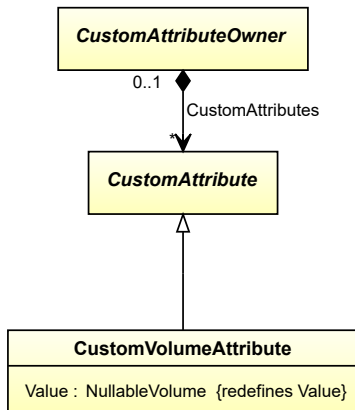 CustomAttributeOwner
0..1
CustomAttributes
*
CustomAttribute
CustomVolumeAttribute
Value : NullableVolume {redefines Value}